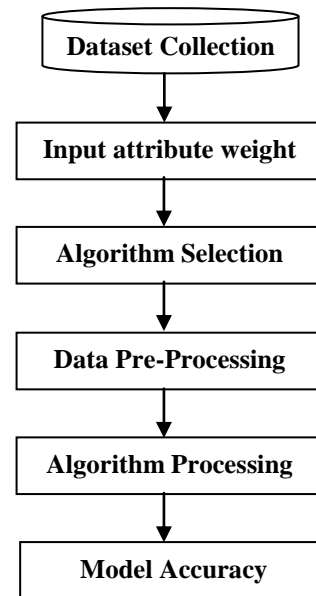 Dataset Collection
Input attribute weight
Algorithm Selection
Data Pre-Processing
Algorithm Processing
Model Accuracy